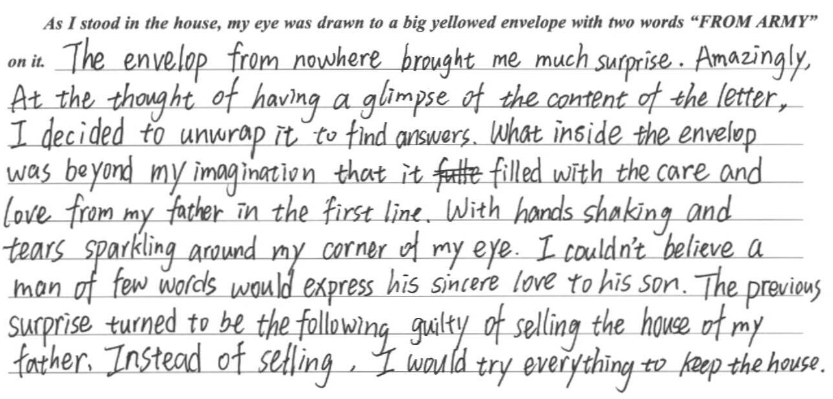 As I stood in the house, my eye was drawn to a big yellowed envelope with two words “FROM ARMY”
on it. The envelop from nowhere brought me much surprise. Amazingly,
At the thought of having a glimpse of the content of the letter,
I decided to unwrap it to find answers. What inside the envelop
was beyond my imagination that it filled with the care and
love from my father in the first line. With hands shaking and
tears sparkling around my corner of my eye. I couldn't believe a
man of few words would express his sincere love to his son. The previous
surprise turned to be the following guilty of selling the house of my
father. Instead of selling, I would try everything to keep the house.